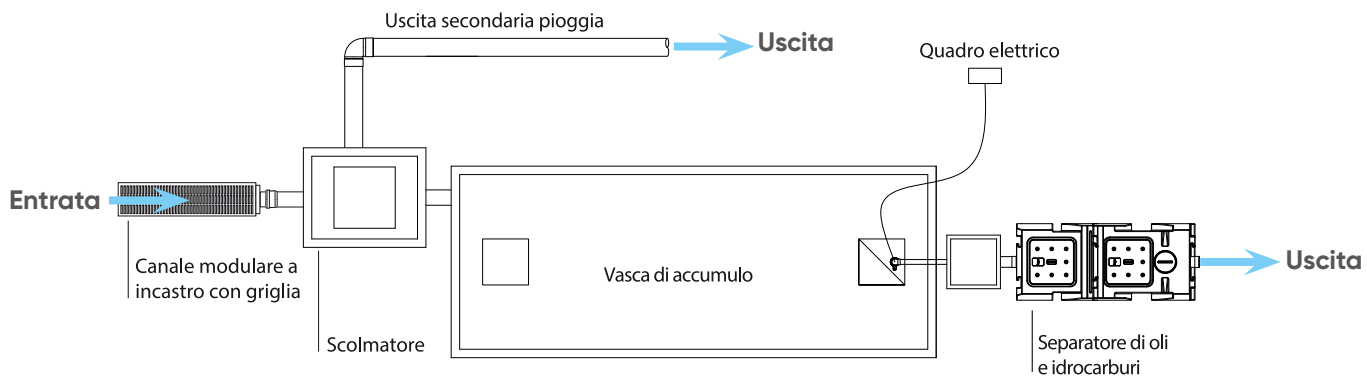 Uscita secondaria pioggia
Uscita
Quadro elettrico
Entrata
Canale modulare a
incastro con griglia
Scolmatore
Vasca di accumulo
Uscita
Separatore di oli
e idrocarburi